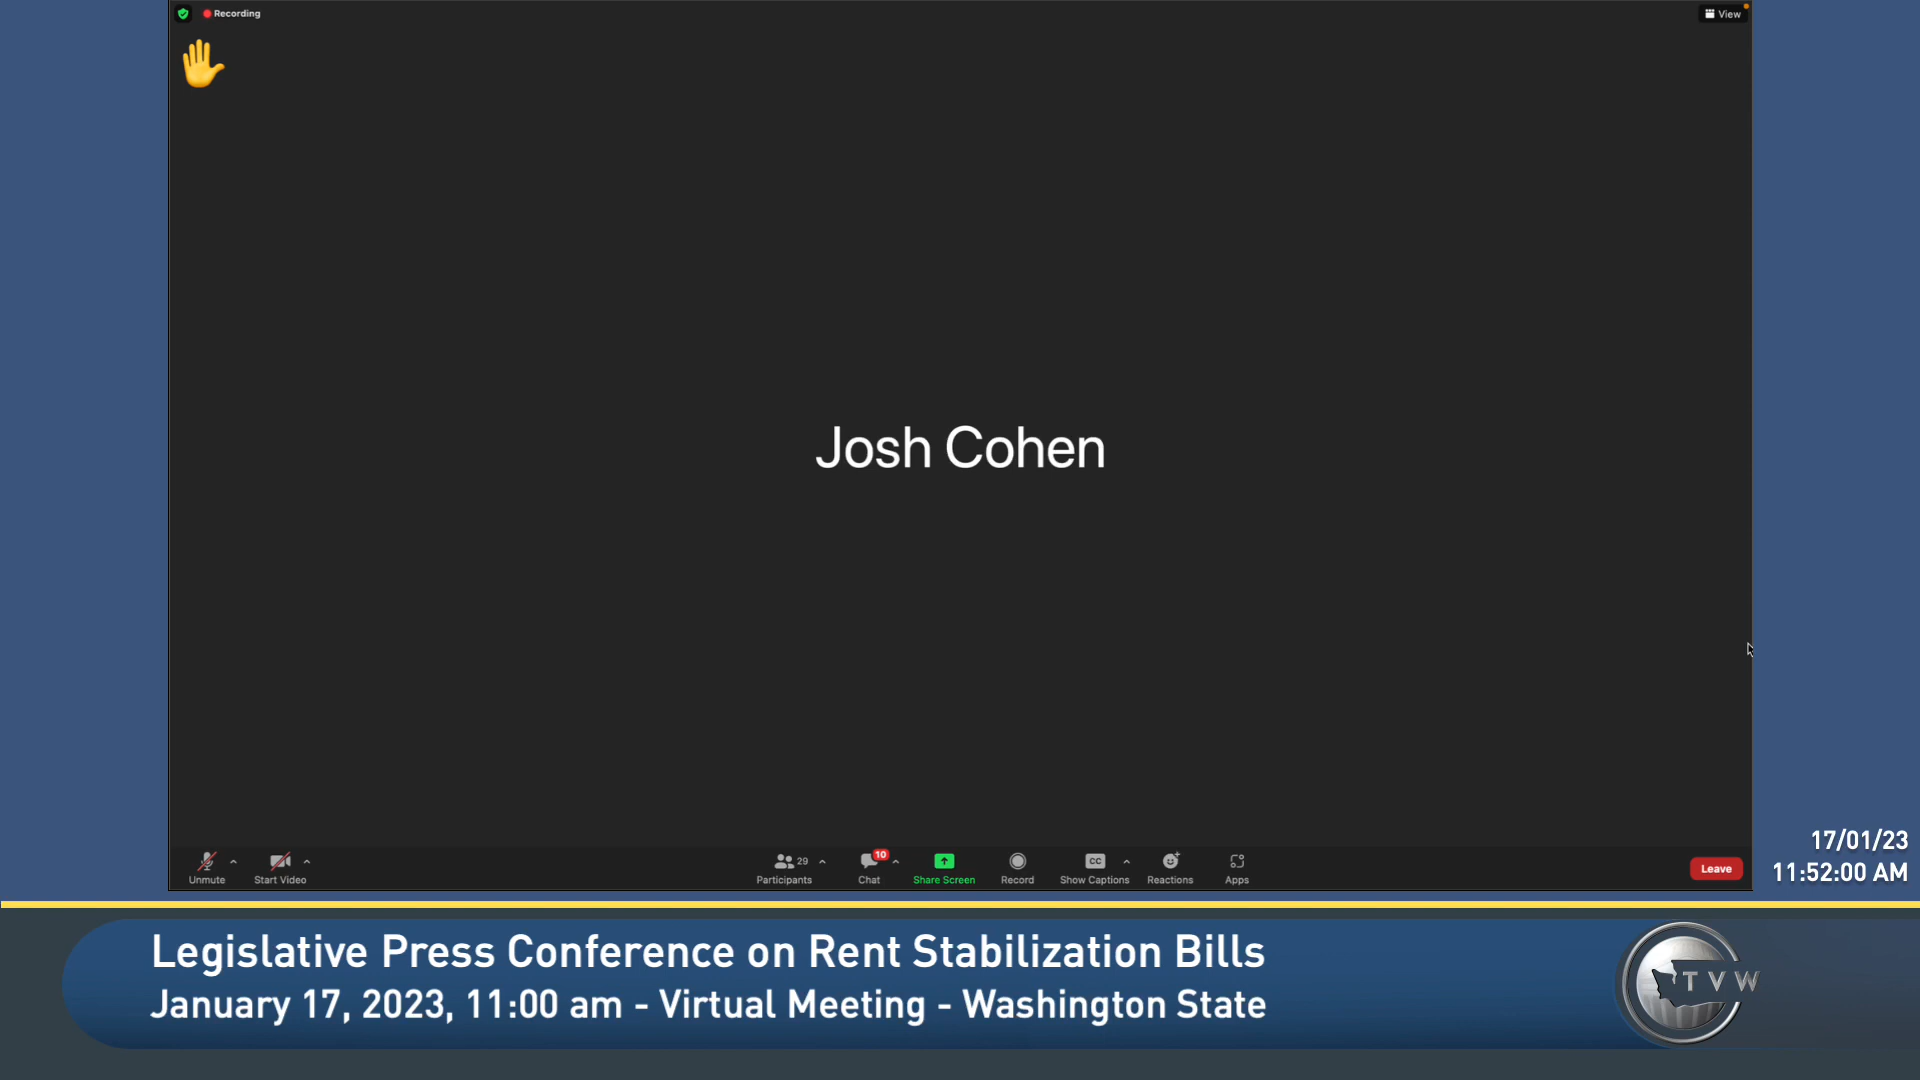 Recording
View
Josh Cohen
Unmute
Start Video
29
Participants
10
Chat
Share Screen
Record
CC
Show Captions
Reactions
Apps
Leave
17/01/23
11:52:00 AM
Legislative Press Conference on Rent Stabilization Bills
January 17, 2023, 11:00 am - Virtual Meeting - Washington State
TVW